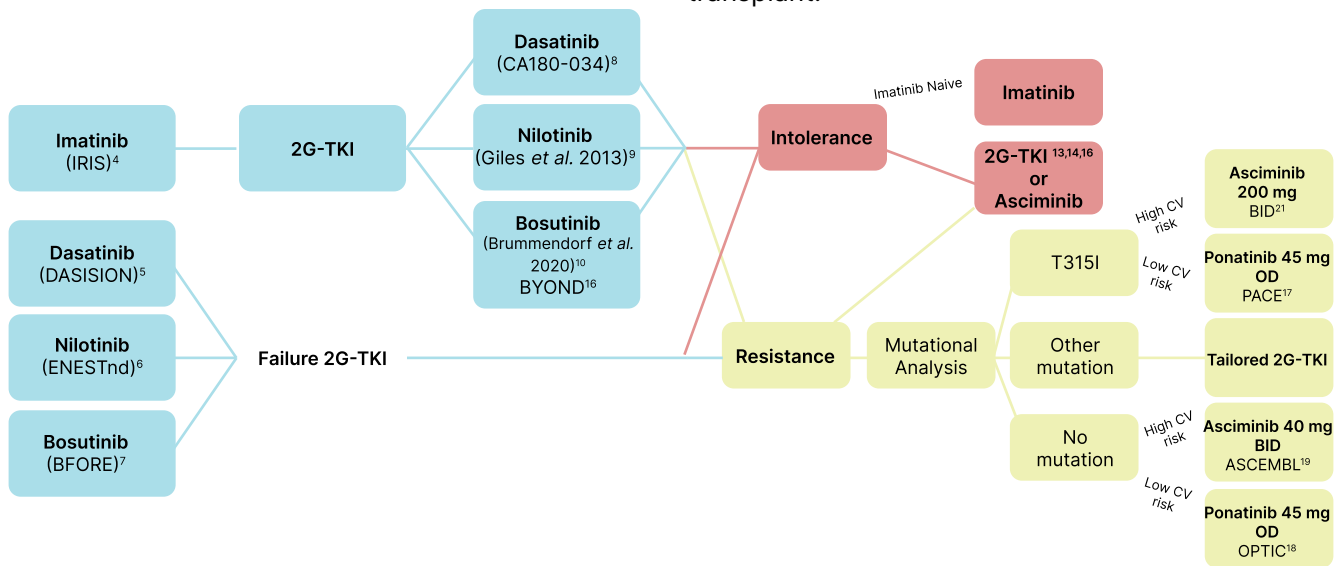 transplant.
Imatinib
(IRIS)⁴
2G-TKI
Dasatinib
(CA180-034)⁸
Nilotinib
(Giles et al. 2013)⁹
Bosutinib
(Brummendorf et al.
2020)¹⁰
BYOND¹⁶
Dasatinib
(DASISION)⁵
Nilotinib
(ENESTnd)⁶
Bosutinib
(BFORE)⁷
Failure 2G-TKI
Intolerance
Imatinib Naive
Imatinib
2G-TKI ¹³,¹⁴,¹⁶
or
Asciminib
Resistance
Mutational
Analysis
T315I
High CV
risk
Low CV
risk
Asciminib
200 mg
BID²¹
Ponatinib 45 mg
OD
PACE¹⁷
Other
mutation
Tailored 2G-TKI
No
mutation
High CV
risk
Low CV
risk
Asciminib 40 mg
BID
ASCEMBL¹⁹
Ponatinib 45 mg
OD
OPTIC¹⁸